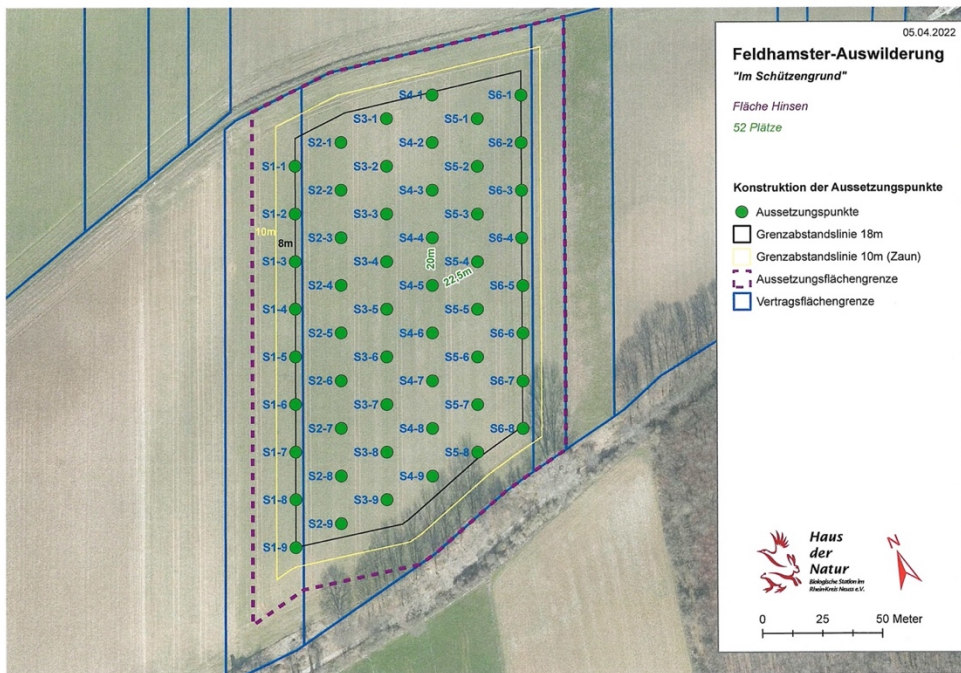 05.04.2022
Feldhamster-Auswilderung
"Im Schützengrund"
Fläche Hinsen
52 Plätze
Konstruktion der Aussetzungspunkte
Aussetzungspunkte
Grenzabstandslinie 18m
Grenzabstandslinie 10m (Zaun)
Aussetzungsflächengrenze
Vertragsflächengrenze
S4-1 S6-1
S3-1 S5-1
S2-1 S4-2 S6-2
S1-1 S3-2 S5-2
S2-2 S4-3 S6-3
S1-2 S3-3 S5-3
10m
8m
S2-3 S4-4 S6-4
S1-3 S3-4 S5-4
20m
22,5m
S2-4 S4-5 S6-5
S1-4 S3-5 S5-5
S2-5 S4-6 S6-6
S1-5 S3-6 S5-6
S2-6 S4-7 S6-7
S1-6 S3-7 S5-7
S2-7 S4-8 S6-8
S1-7 S3-8 S5-8
S2-8 S4-9
S1-8 S3-9
S2-9
S1-9
Haus
der
Natur
Biologische Station im
Rhein-Kreis Neuss e.V.
N
0 25 50 Meter